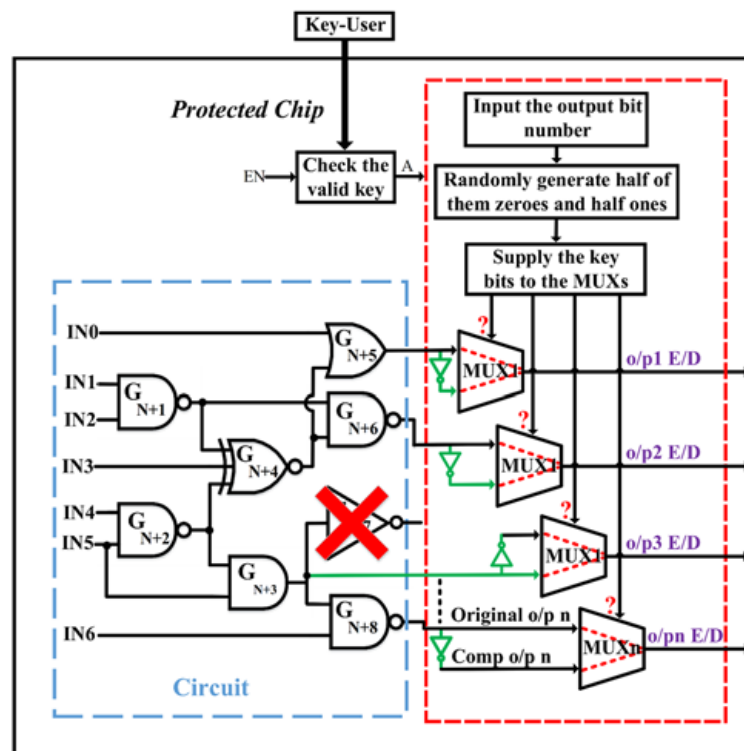 Key-User
Protected Chip
Input the output bit
number
EN
Check the
valid key
A
Randomly generate half of
them zeroes and half ones
Supply the key
bits to the MUXs
IN0
G N+5
?
MUX1
o/p1 E/D
IN1
G N+1
IN2
G N+6
?
MUX1
o/p2 E/D
IN3
G N+4
IN4
G N+2
IN5
7
?
MUX1
o/p3 E/D
G N+3
IN6
G N+8
Original o/p n
?
MUXn
o/pn E/D
Comp o/p n
Circuit